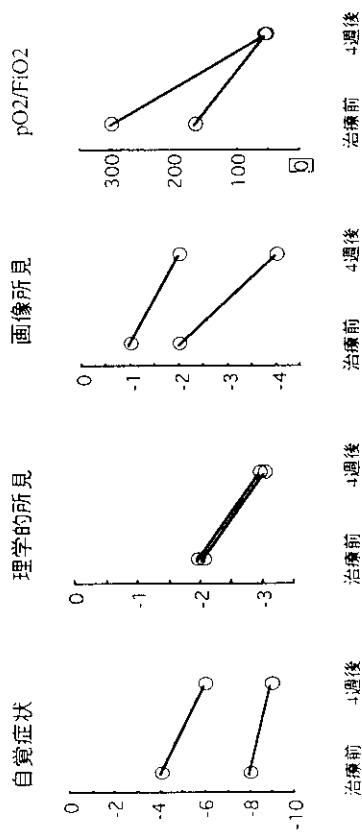 自覚症状
0
-2
-4
-6
-8
-10
治療前 4週後
理学的所見
0
-1
-2
-3
治療前 4週後
画像所見
0
-1
-2
-3
-4
治療前 4週後
pO2/FiO2
300
200
100
0
治療前 4週後